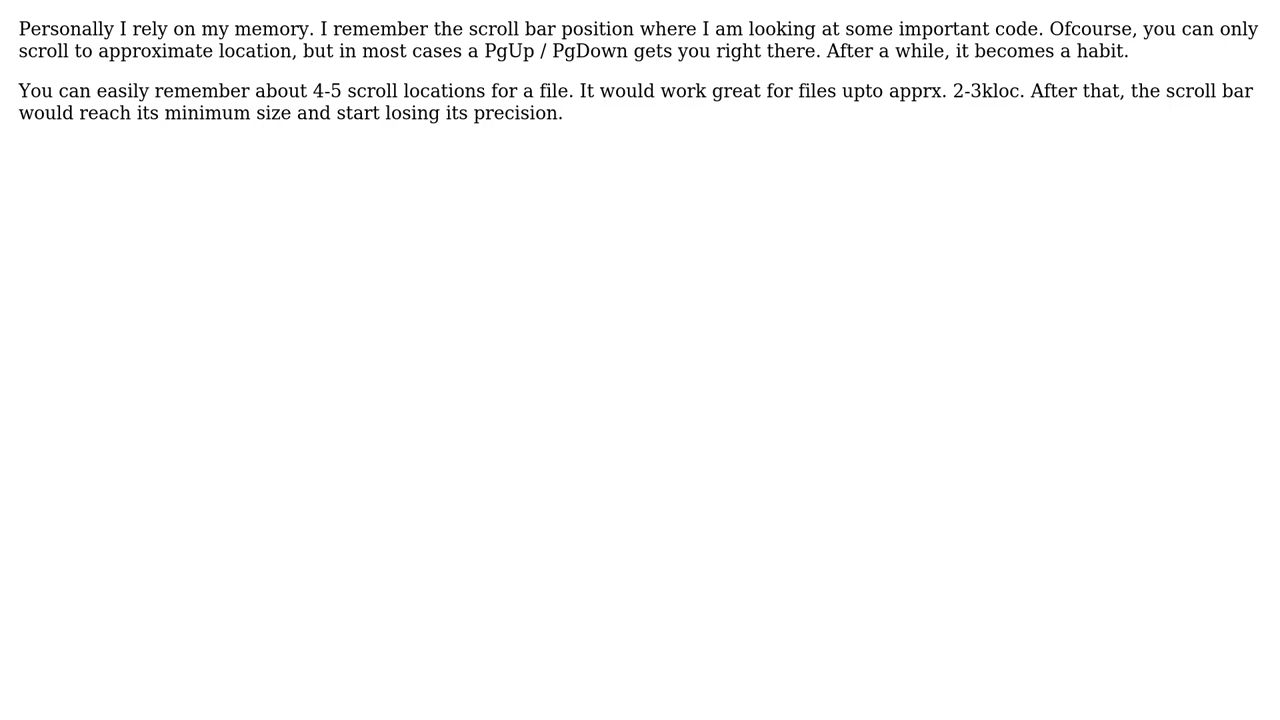 Personally I rely on my memory. I remember the scroll bar position where I am looking at some important code. Ofcourse, you can only
scroll to approximate location, but in most cases a PgUp / PgDown gets you right there. After a while, it becomes a habit.
You can easily remember about 4-5 scroll locations for a file. It would work great for files upto apprx. 2-3kloc. After that, the scroll bar
would reach its minimum size and start losing its precision.